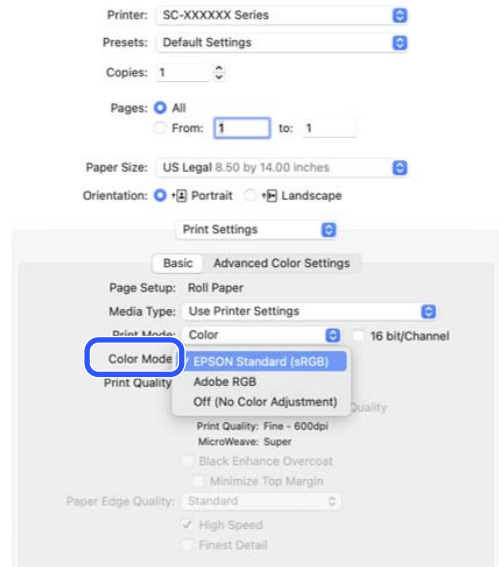 Printer: SC-XXXXXX Series
Presets: Default Settings
Copies: 1
Pages: All
From: 1 to: 1
Paper Size: US Legal 8.50 by 14.00 inches
Orientation: Portrait Landscape
Print Settings
Basic Advanced Color Settings
Page Setup: Roll Paper
Media Type: Use Printer Settings
Print Mode: Color 16 bit/Channel
Color Mode ✓ EPSON Standard (sRGB)
Print Quality Adobe RGB
Off (No Color Adjustment)
Quality
Print Quality: Fine - 600dpi
MicroWeave: Super
Black Enhance Overcoat
Minimize Top Margin
Paper Edge Quality: Standard
High Speed
Finest Detail